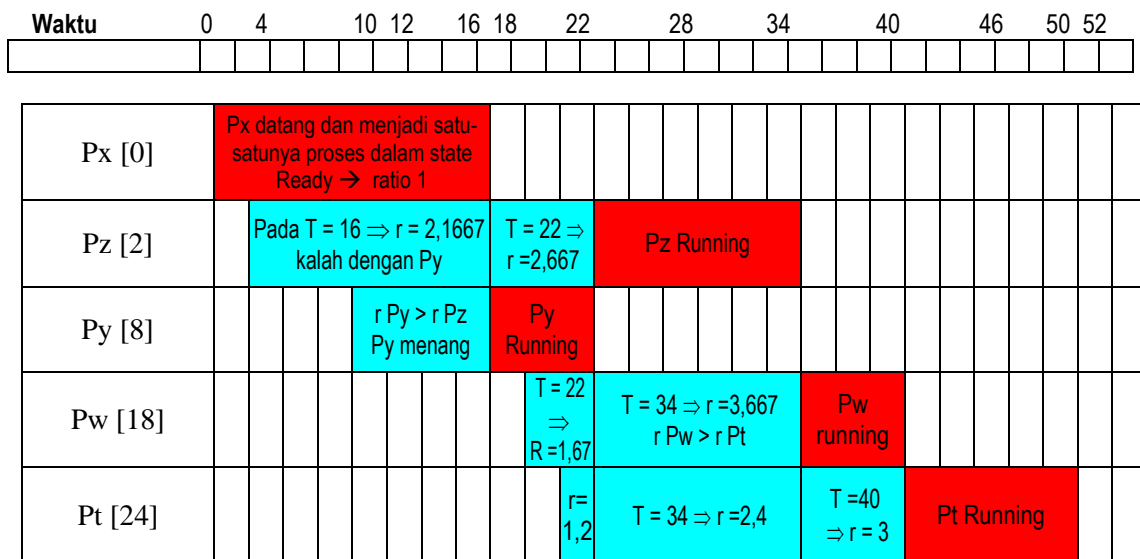 Waktu 0 4 10 12 16 18 22 28 34 40 46 50 52
Px [0]
Px datang dan menjadi satu-
satunya proses dalam state
Ready → ratio 1
Pz [2]
Pada T = 16 ⇒ r = 2,1667
kalah dengan Py
T = 22 ⇒
r =2,667
Pz Running
Py [8]
r Py > r Pz
Py menang
Py
Running
Pw [18]
T = 22
⇒
R =1,67
T = 34 ⇒ r =3,667
r Pw > r Pt
Pw
running
Pt [24]
r=
1,2
T = 34 ⇒ r =2,4
T =40
⇒ r = 3
Pt Running